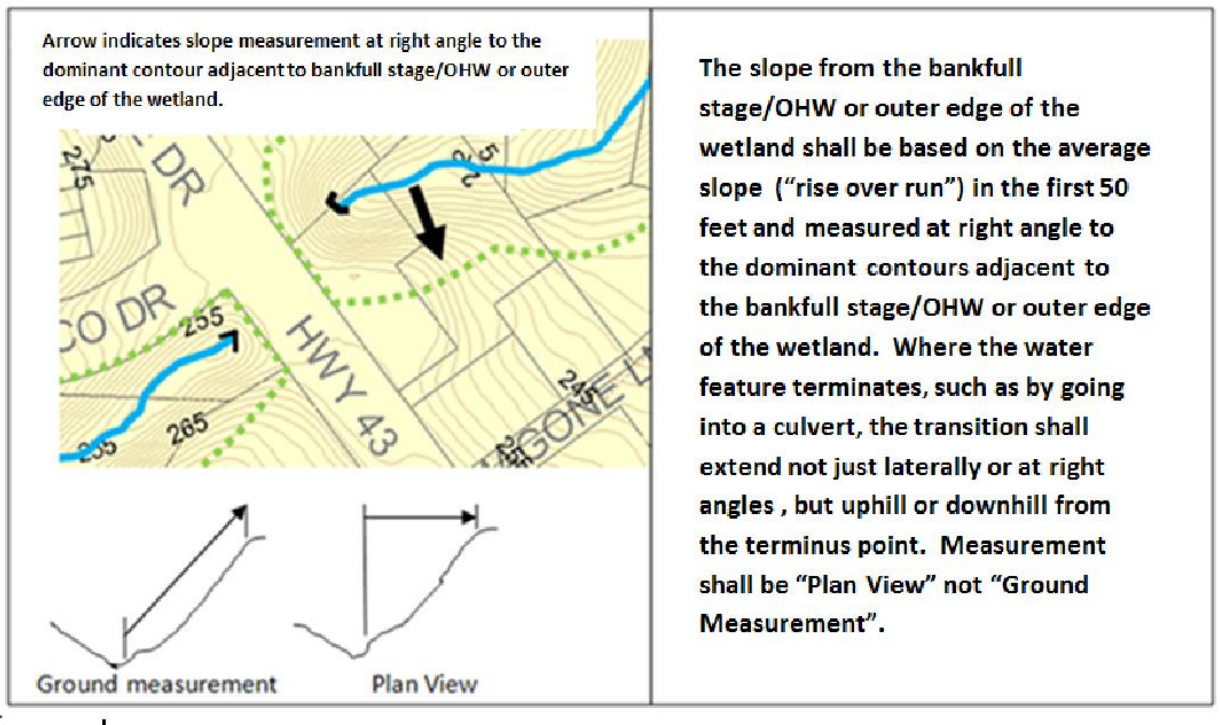 Arrow indicates slope measurement at right angle to the
dominant contour adjacent to bankfull stage/OHW or outer
edge of the wetland.
275
DR
5
CO DR
255
HWY 43
265
245
Ground measurement
Plan View
The slope from the bankfull
stage/OHW or outer edge of the
wetland shall be based on the average
slope (“rise over run”) in the first 50
feet and measured at right angle to
the dominant contours adjacent to
the bankfull stage/OHW or outer edge
of the wetland. Where the water
feature terminates, such as by going
into a culvert, the transition shall
extend not just laterally or at right
angles , but uphill or downhill from
the terminus point. Measurement
shall be “Plan View” not “Ground
Measurement”.